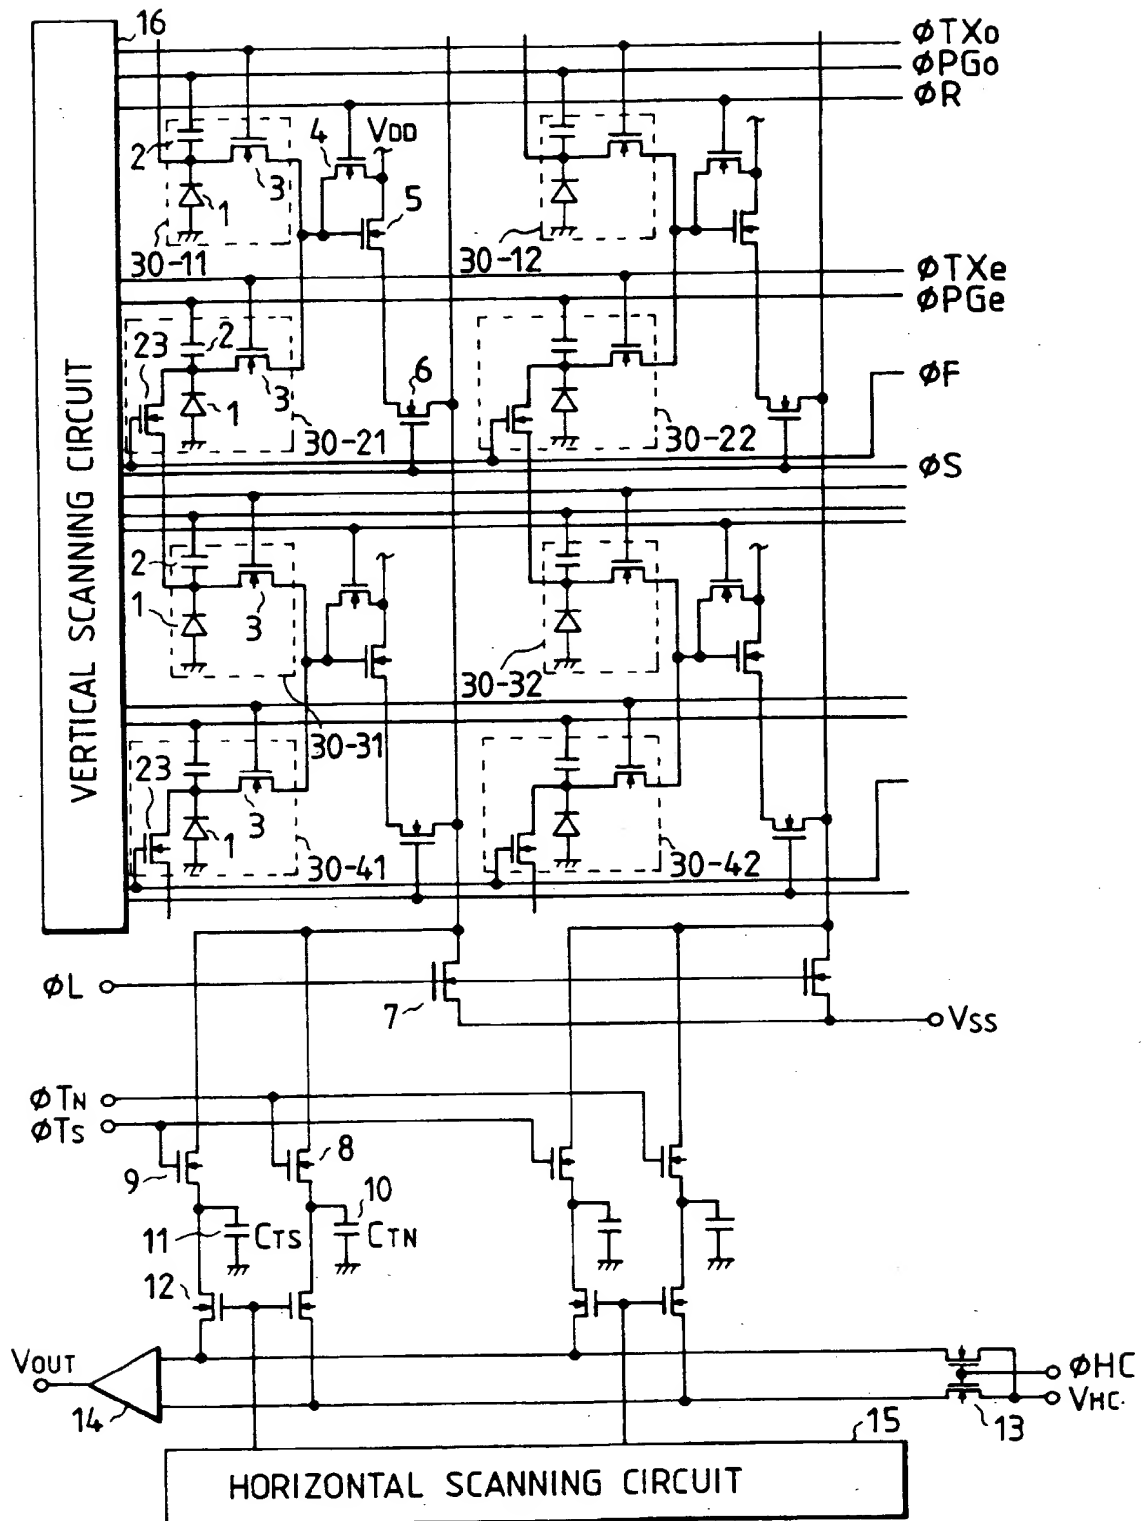 16
φTXo
φPGo
φR
2
4
VDD
3
1
5
30-11
30-12
φTXe
φPGe
23
2
3
6
φF
1
30-21
30-22
φS
VERTICAL SCANNING CIRCUIT
2
1
3
30-32
30-31
23
3
1
30-41
30-42
φL
7
VSS
φTN
φTS
9
8
10
11
CTS
CTN
12
VOUT
14
φHC
VHC.
13
15
HORIZONTAL SCANNING CIRCUIT